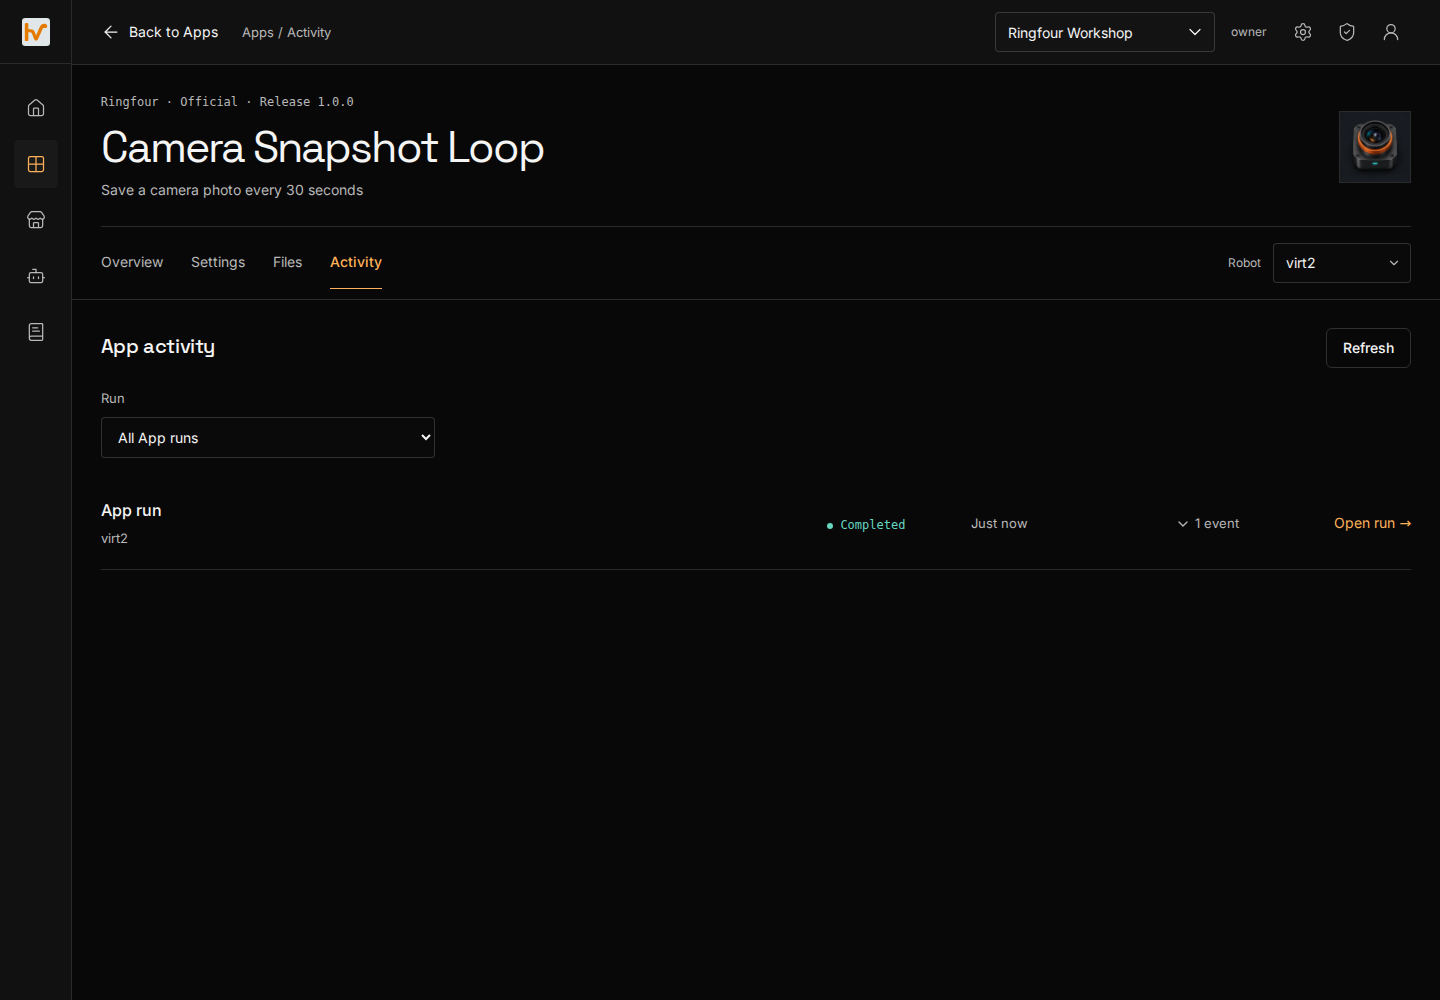 Back to Apps
Apps / Activity
Ringfour Workshop
owner
Ringfour · Official · Release 1.0.0
Camera Snapshot Loop
Save a camera photo every 30 seconds
Overview
Settings
Files
Activity
Robot
virt2
App activity
Refresh
Run
All App runs
App run
virt2
Completed
Just now
1 event
Open run →